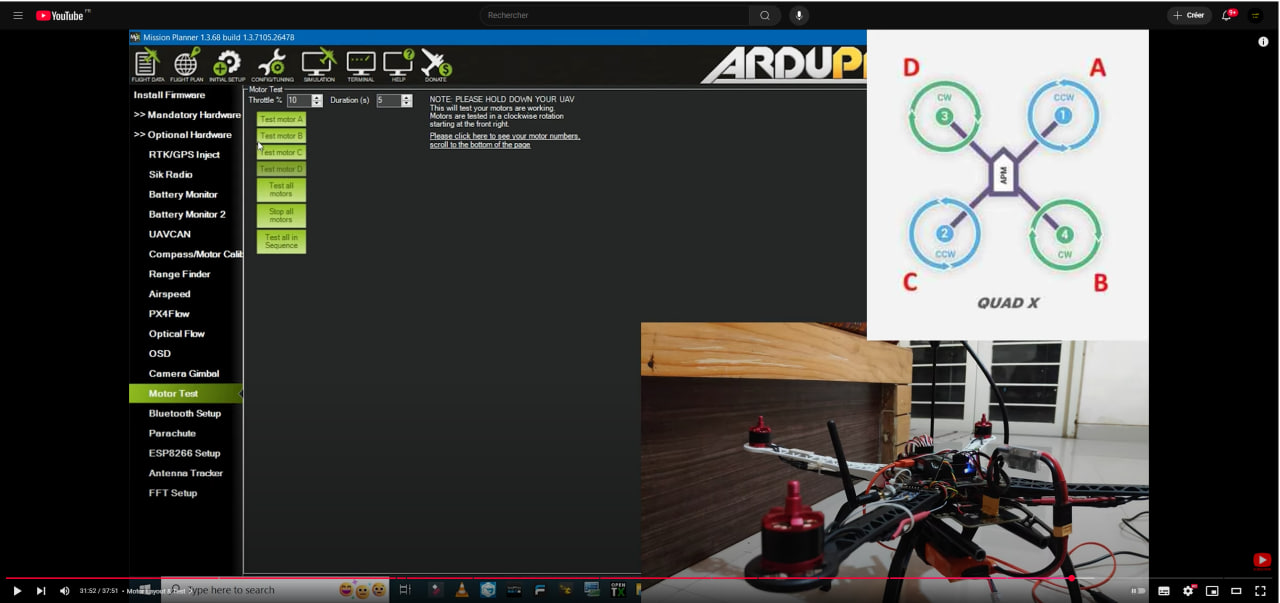 YouTube FR
Rechercher
Créer
9+
Mission Planner 1.3.68 build 1.3.7105.26478
FLIGHT DATA FLIGHT PLAN INITIAL SETUP CONFIG/TUNING SIMULATION TERMINAL HELP DONATE
ARDUP
Install Firmware
>> Mandatory Hardware
>> Optional Hardware
RTK/GPS Inject
Sik Radio
Battery Monitor
Battery Monitor 2
UAVCAN
Compass/Motor Calib
Range Finder
Airspeed
PX4Flow
Optical Flow
OSD
Camera Gimbal
Motor Test
Bluetooth Setup
Parachute
ESP8266 Setup
Antenna Tracker
FFT Setup
Motor Test
Throttle % 10 Duration (s) 5
Test motor A
Test motor B
Test motor C
Test motor D
Test all
motors
Stop all
motors
Test all in
Sequence
NOTE: PLEASE HOLD DOWN YOUR UAV
This will test your motors are working.
Motors are tested in a clockwise rotation
starting at the front right.
Please click here to see your motor numbers,
scroll to the bottom of the page
D A
CW CCW
3 1
APM
2 4
CCW CW
C B
QUAD X
Type here to search
OPEN
TX
31:52 / 37:51 • Motor Layout & Test